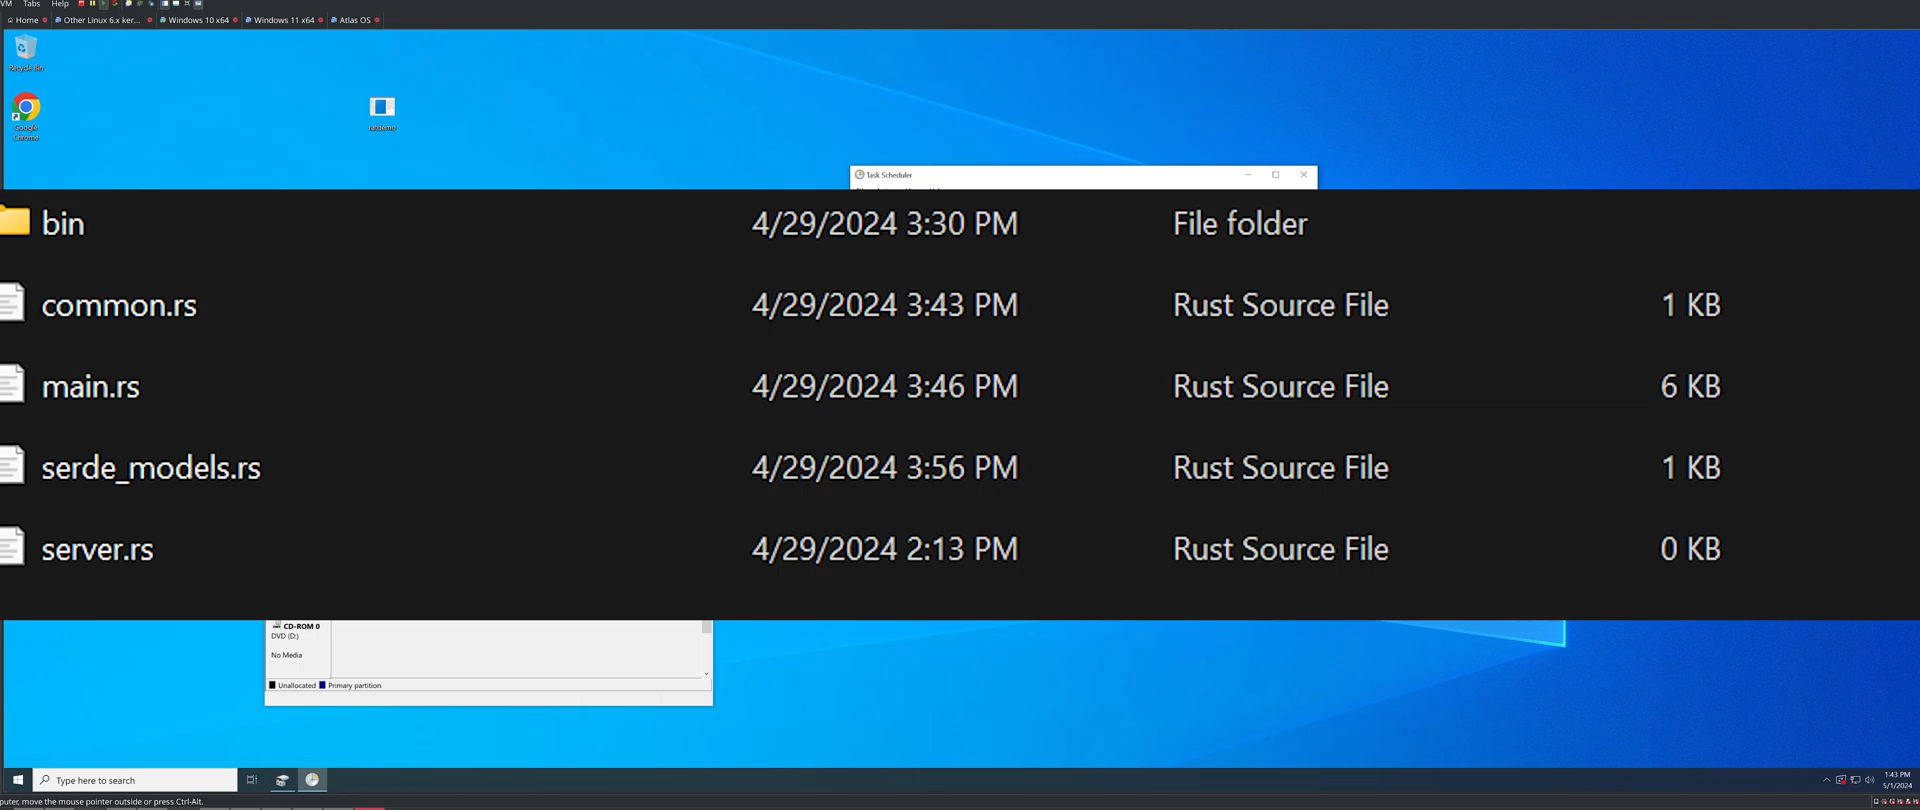 VM Tabs Help
Home Other Linux 6.x ker... Windows 10 x64 Windows 11 x64 Atlas OS
Recycle Bin
Google Chrome
ratdemo
Task Scheduler
bin 4/29/2024 3:30 PM File folder
common.rs 4/29/2024 3:43 PM Rust Source File 1 KB
main.rs 4/29/2024 3:46 PM Rust Source File 6 KB
serde_models.rs 4/29/2024 3:56 PM Rust Source File 1 KB
server.rs 4/29/2024 2:13 PM Rust Source File 0 KB
CD-ROM 0
DVD (D:)
No Media
Unallocated Primary partition
Type here to search
1:43 PM
5/1/2024
puter, move the mouse pointer outside or press Ctrl-Alt.